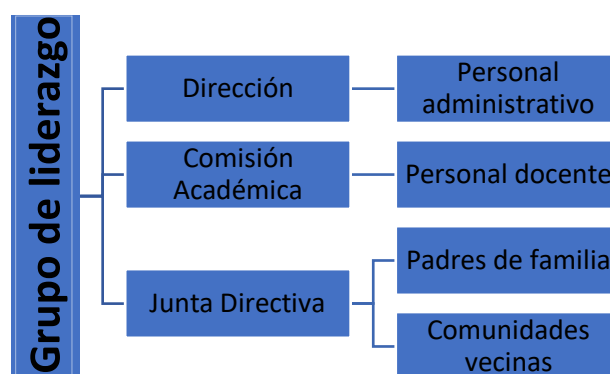 Grupo de liderazgo
Dirección
Personal
administrativo
Comisión
Académica
Personal docente
Junta Directiva
Padres de familia
Comunidades
vecinas